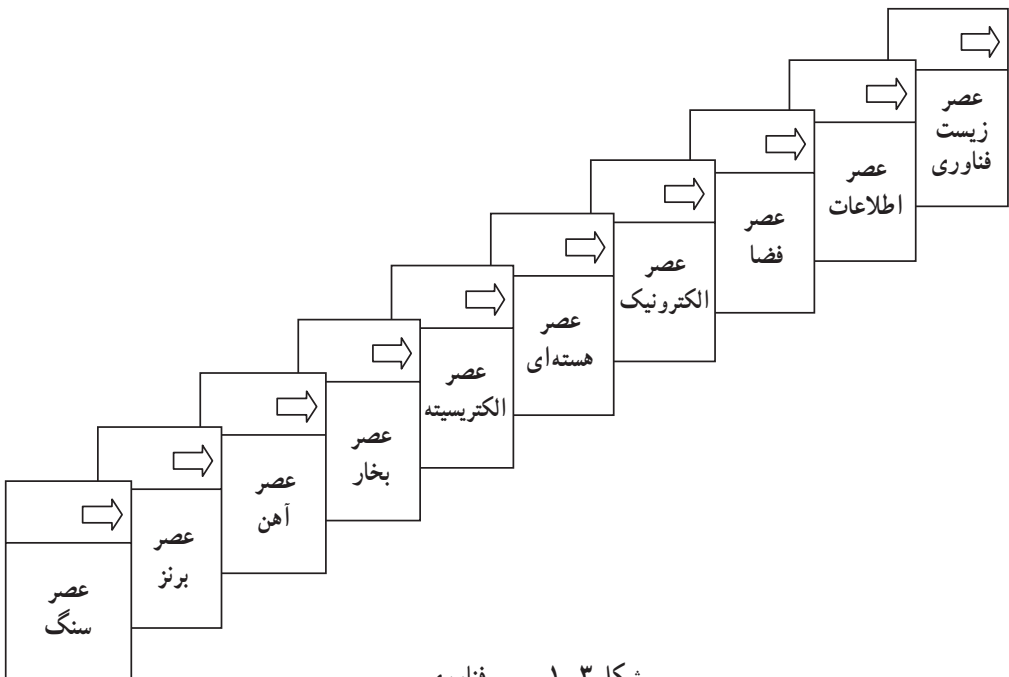 عصر
زیست
فناوری
عصر
اطلاعات
عصر
فضا
عصر
الکترونیک
عصر
هسته‌ای
عصر
الکتریسیته
عصر
بخار
عصر
آهن
عصر
برنز
عصر
سنگ